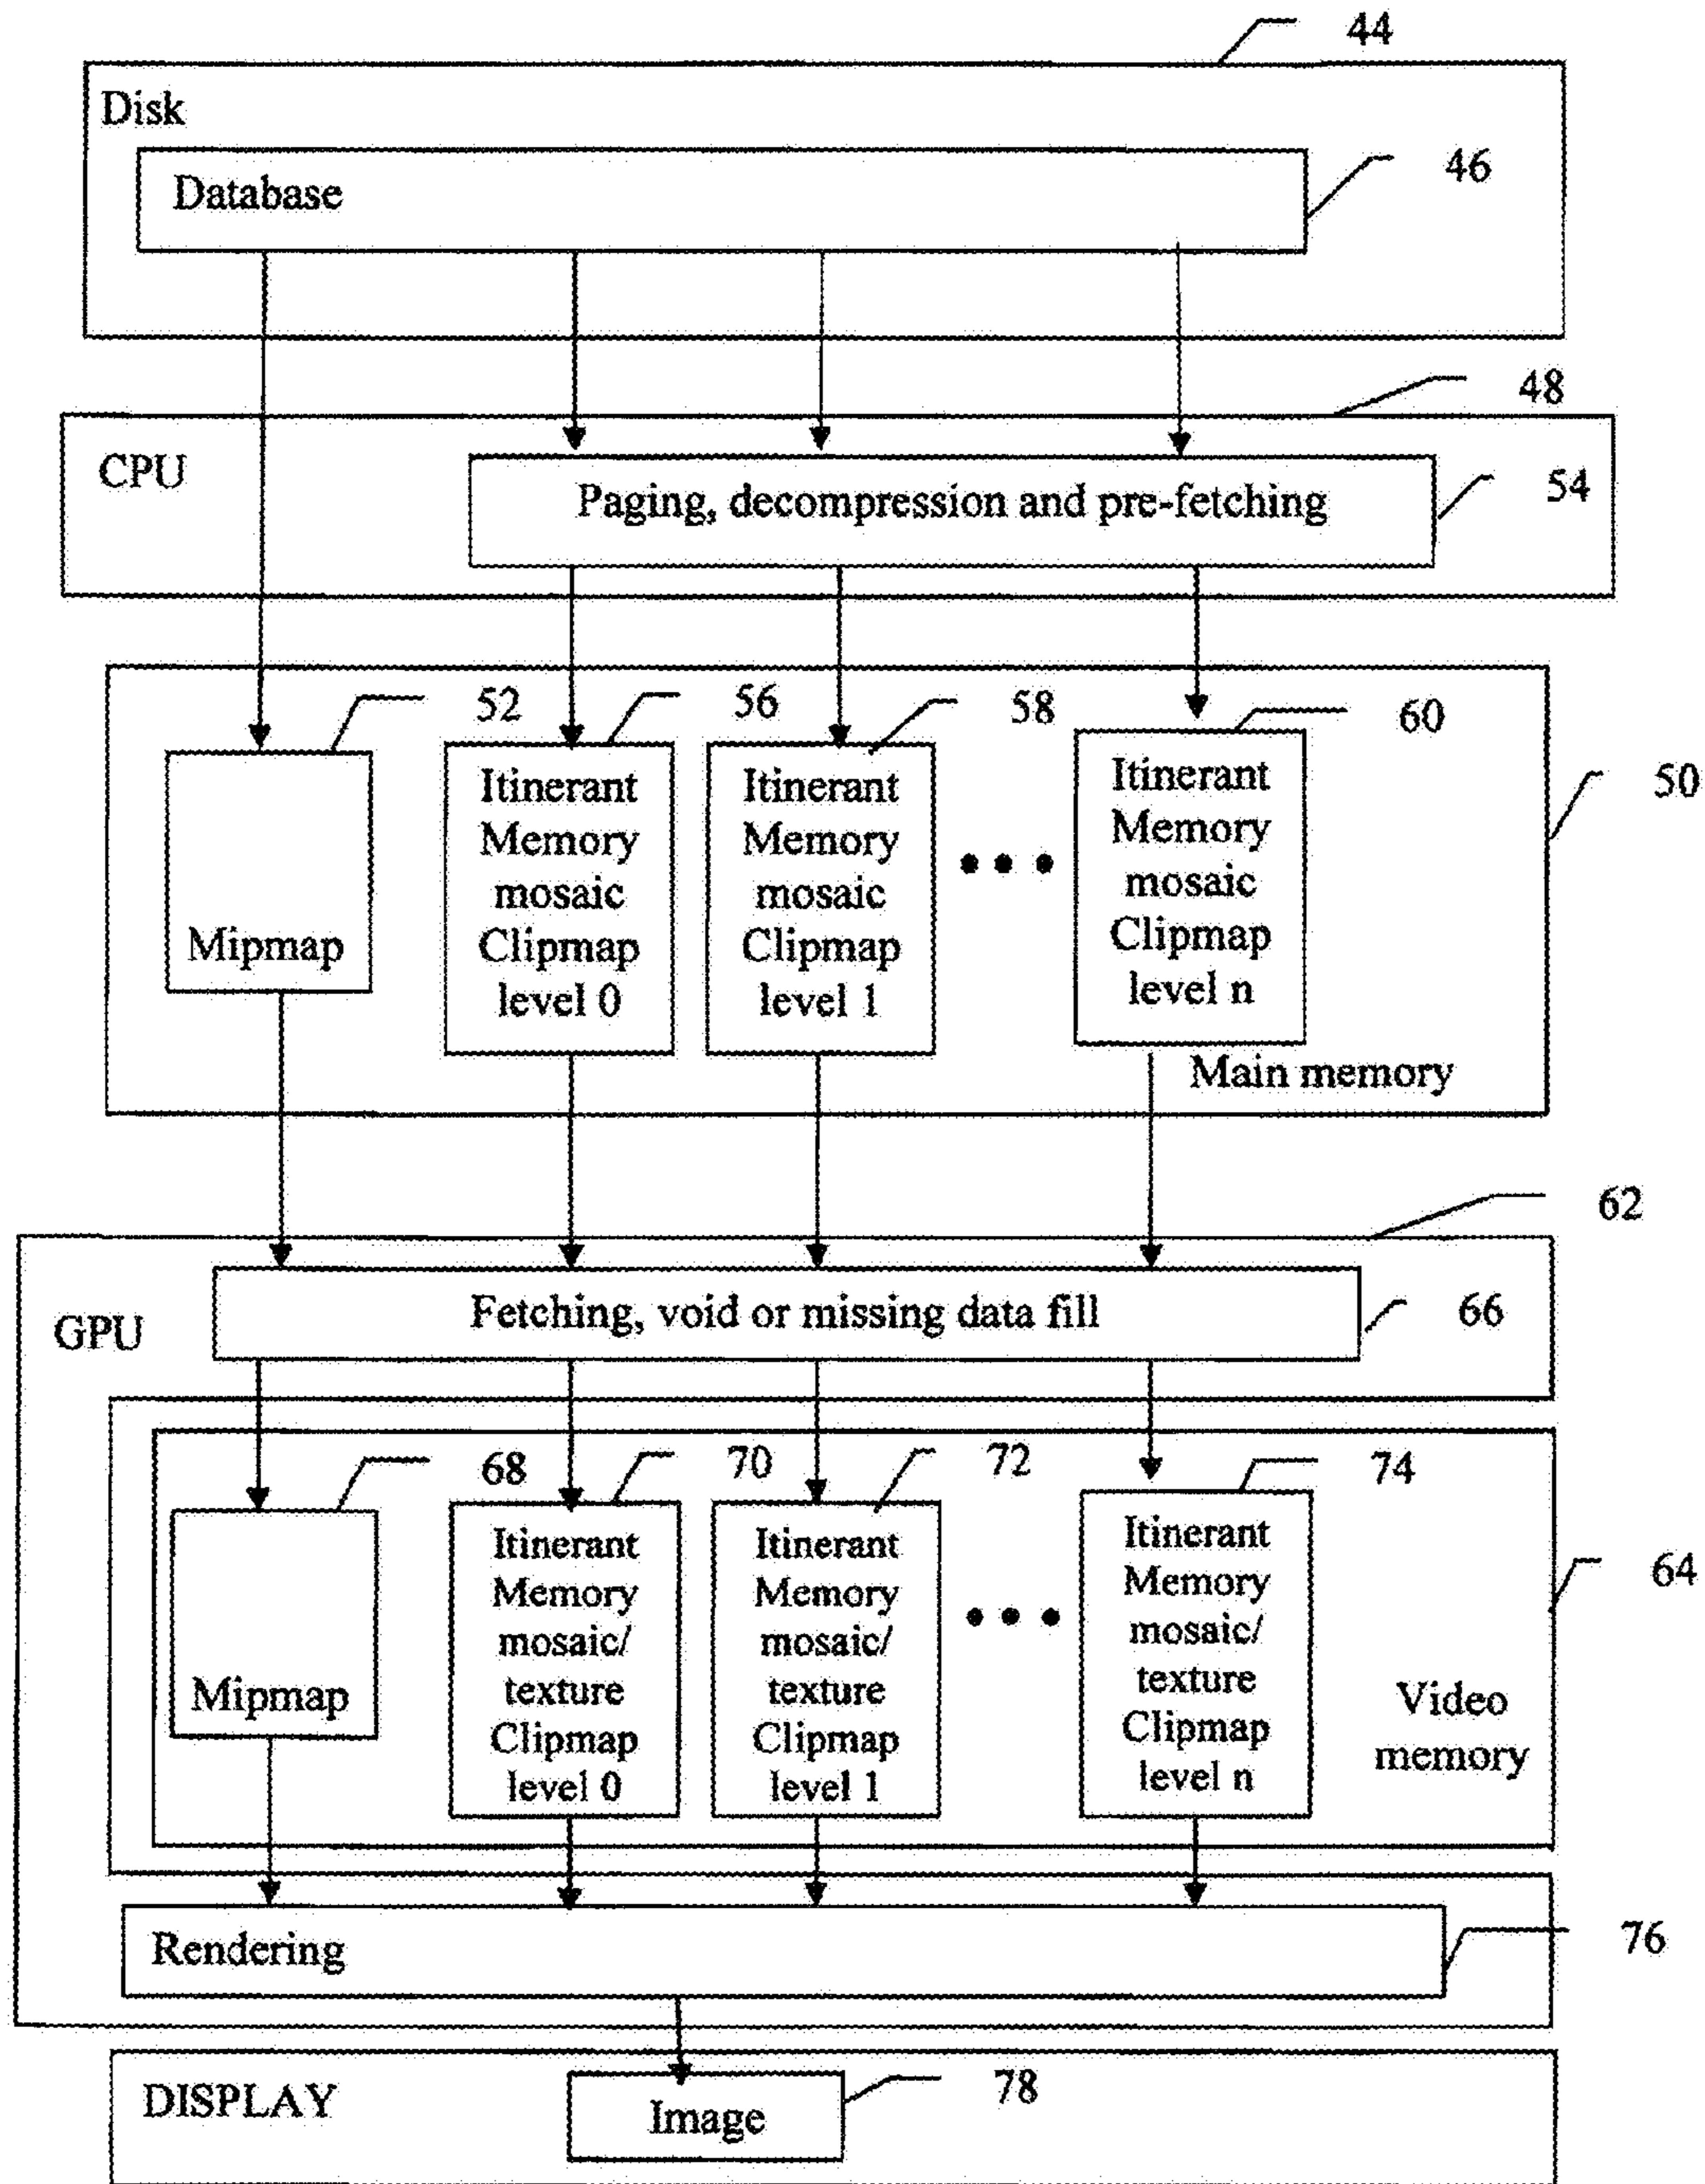 44
Disk
46
Database
48
CPU
54
Paging, decompression and pre-fetching
52
56
58
60
50
Mipmap
Itinerant
Memory
mosaic
Clipmap
level 0
Itinerant
Memory
mosaic
Clipmap
level 1
Itinerant
Memory
mosaic
Clipmap
level n
Main memory
62
GPU
Fetching, void or missing data fill
66
68
70
72
74
64
Mipmap
Itinerant
Memory
mosaic/
texture
Clipmap
level 0
Itinerant
Memory
mosaic/
texture
Clipmap
level 1
Itinerant
Memory
mosaic/
texture
Clipmap
level n
Video
memory
Rendering
76
DISPLAY
Image
78